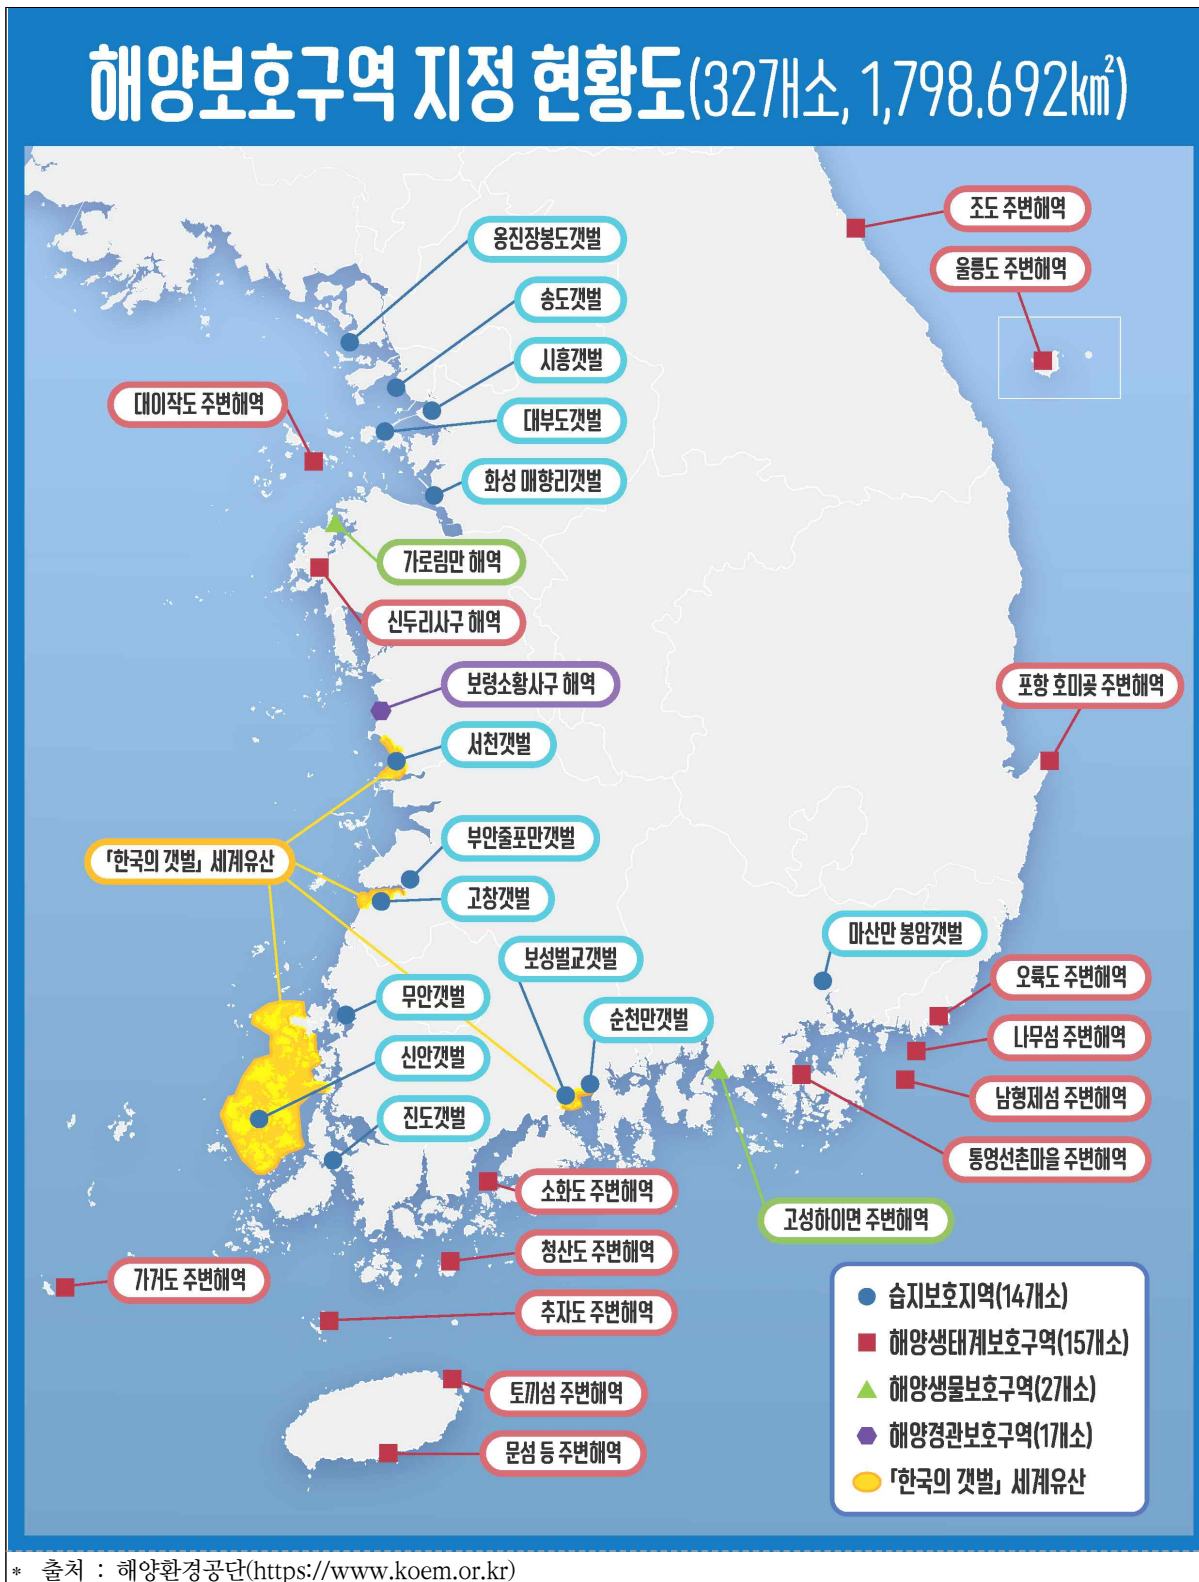 해양보호구역 지정 현황도(32개소, 1,798.692㎢)
조도 주변해역
옹진장봉도갯벌
울릉도 주변해역
송도갯벌
시흥갯벌
대이작도 주변해역
대부도갯벌
화성 매향리갯벌
가로림만 해역
신두리사구 해역
보령소황사구 해역
포항 호미곶 주변해역
서천갯벌
부안줄포만갯벌
「한국의 갯벌」 세계유산
고창갯벌
마산만 봉암갯벌
보성벌교갯벌
오륙도 주변해역
무안갯벌
순천만갯벌
나무섬 주변해역
신안갯벌
남형제섬 주변해역
진도갯벌
통영선촌마을 주변해역
소화도 주변해역
고성하이면 주변해역
청산도 주변해역
가거도 주변해역
추자도 주변해역
토끼섬 주변해역
문섬 등 주변해역
습지보호지역(14개소)
해양생태계보호구역(15개소)
해양생물보호구역(2개소)
해양경관보호구역(1개소)
「한국의 갯벌」 세계유산
* 출처 : 해양환경공단(https://www.koem.or.kr)